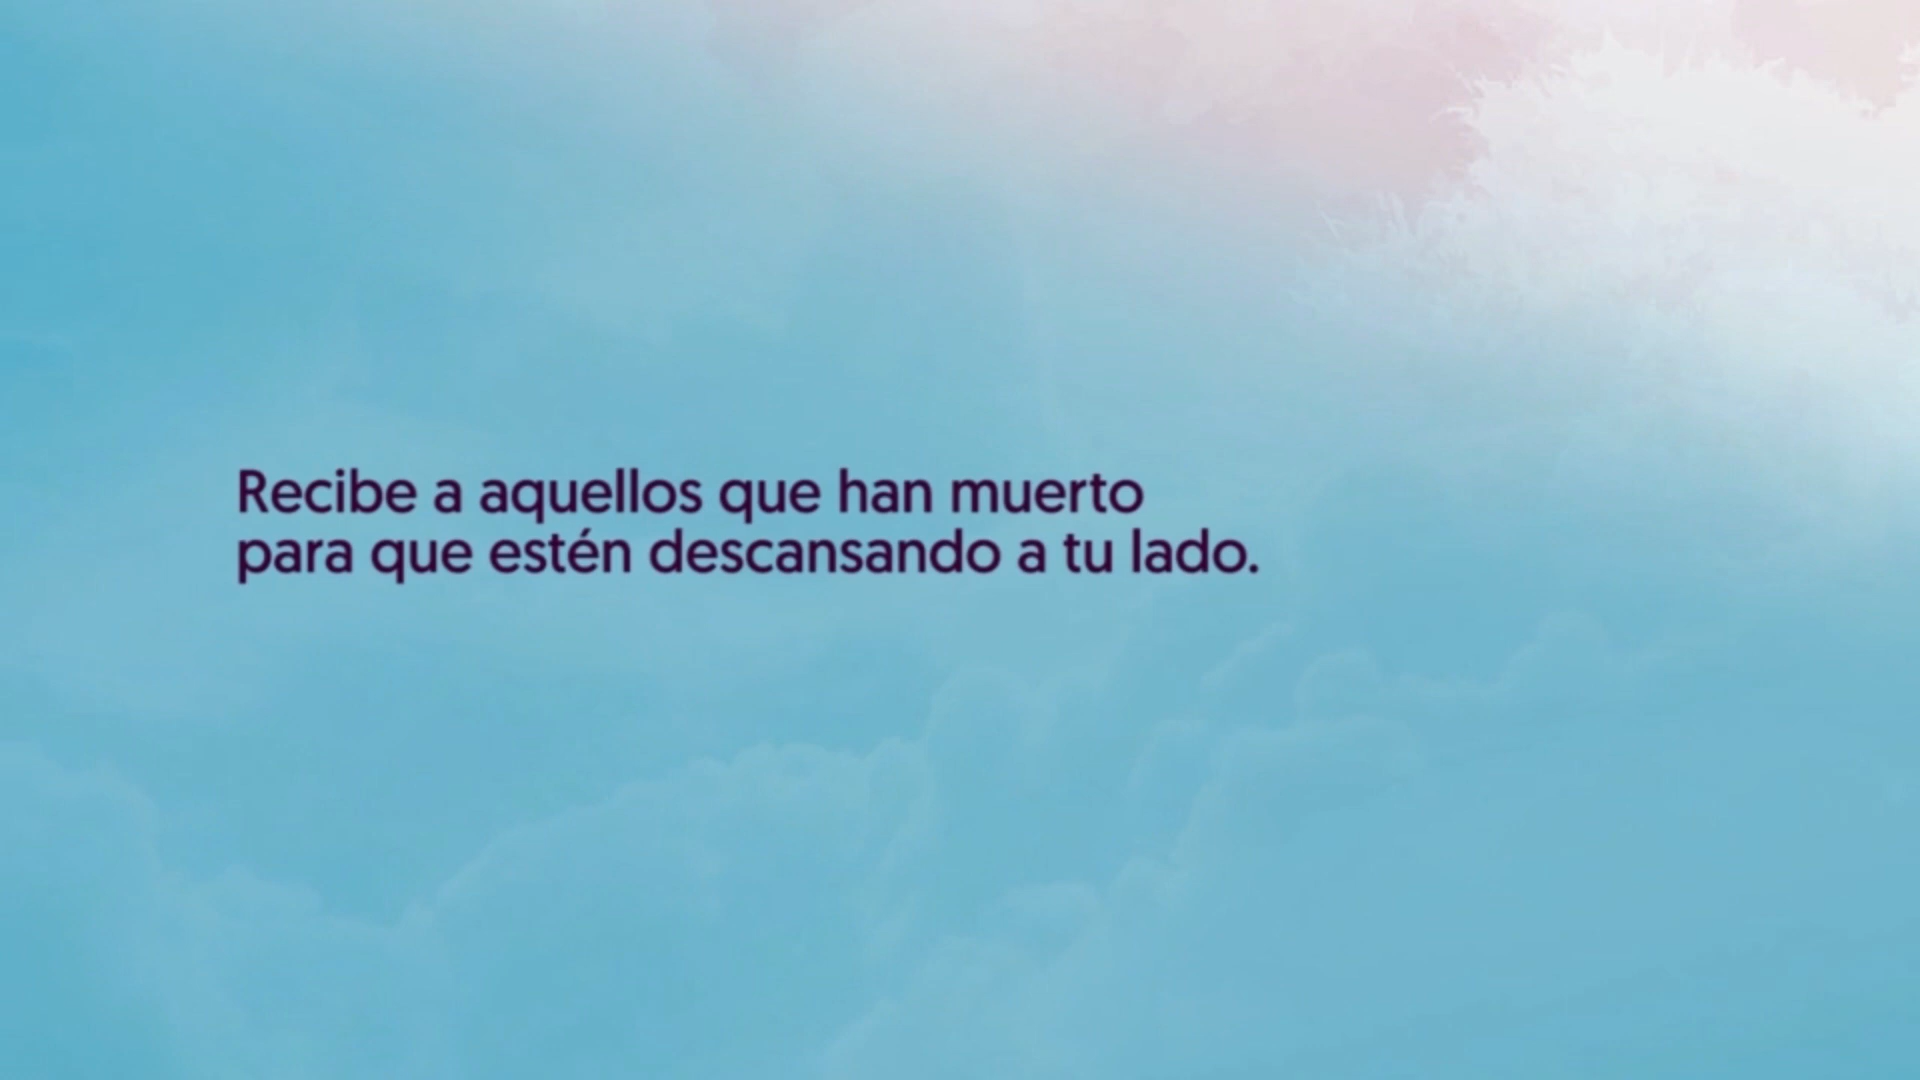 Recibe a aquellos que han muerto
para que estén descansando a tu lado.